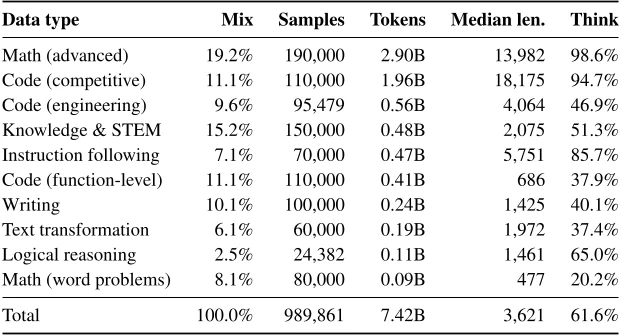 Data type Mix Samples Tokens Median len. Think
Math (advanced) 19.2% 190,000 2.90B 13,982 98.6%
Code (competitive) 11.1% 110,000 1.96B 18,175 94.7%
Code (engineering) 9.6% 95,479 0.56B 4,064 46.9%
Knowledge & STEM 15.2% 150,000 0.48B 2,075 51.3%
Instruction following 7.1% 70,000 0.47B 5,751 85.7%
Code (function-level) 11.1% 110,000 0.41B 686 37.9%
Writing 10.1% 100,000 0.24B 1,425 40.1%
Text transformation 6.1% 60,000 0.19B 1,972 37.4%
Logical reasoning 2.5% 24,382 0.11B 1,461 65.0%
Math (word problems) 8.1% 80,000 0.09B 477 20.2%
Total 100.0% 989,861 7.42B 3,621 61.6%